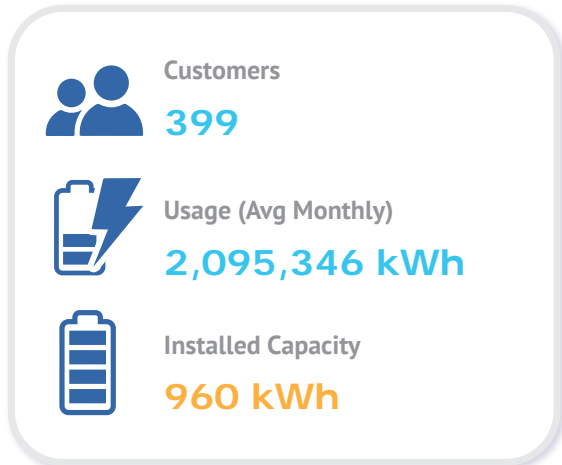 Customers
399
Usage (Avg Monthly)
2,095,346 kWh
Installed Capacity
960 kWh